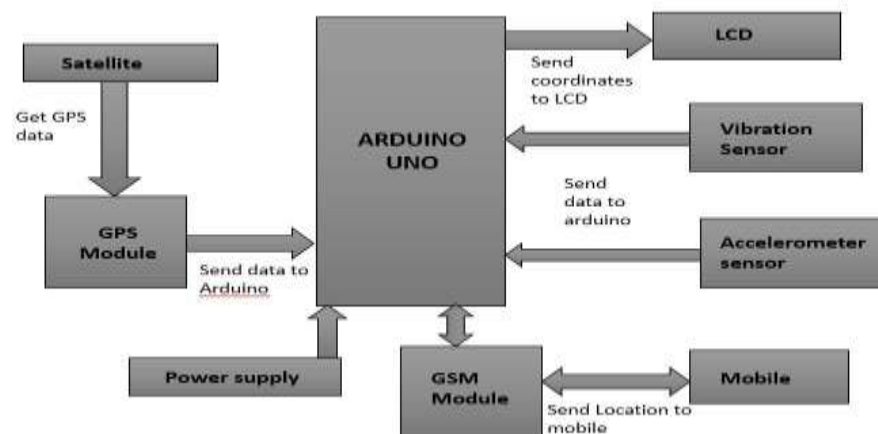 Satellite
Get GPS
data
GPS
Module
Send data to
Arduino
Power supply
ARDUINO
UNO
Send
coordinates
to LCD
LCD
Vibration
Sensor
Send
data to
arduino
Accelerometer
sensor
GSM
Module
Send Location to
mobile
Mobile